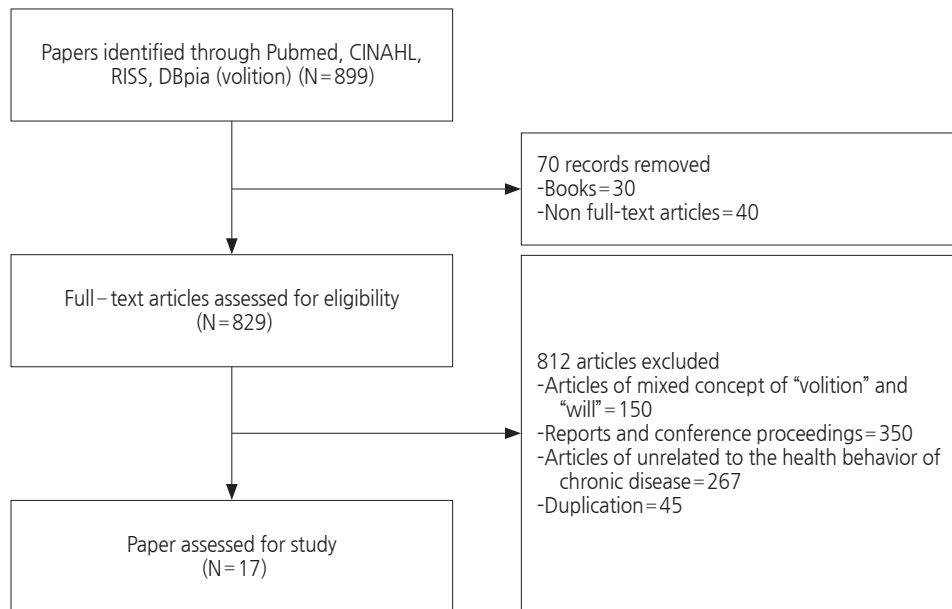 Papers identified through Pubmed, CINAHL,
RISS, DBpia (volition) (N=899)
70 records removed
-Books=30
-Non full-text articles=40
Full–text articles assessed for eligibility
(N=829)
812 articles excluded
-Articles of mixed concept of “volition” and
“will”=150
-Reports and conference proceedings=350
-Articles of unrelated to the health behavior of
chronic disease=267
-Duplication=45
Paper assessed for study
(N=17)